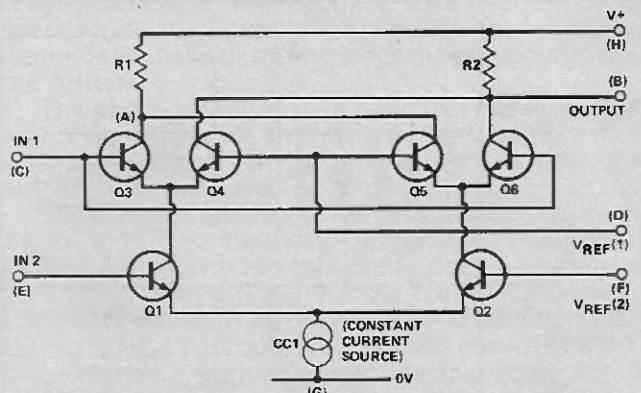 V+
R1
R2
(H)
(B)
OUTPUT
(A)
IN 1
(C)
Q3
Q4
Q5
Q6
(D)
VREF(1)
IN 2
(E)
(F)
Q1
Q2
VREF(2)
CC1
(CONSTANT
CURRENT
SOURCE)
0V
(G)